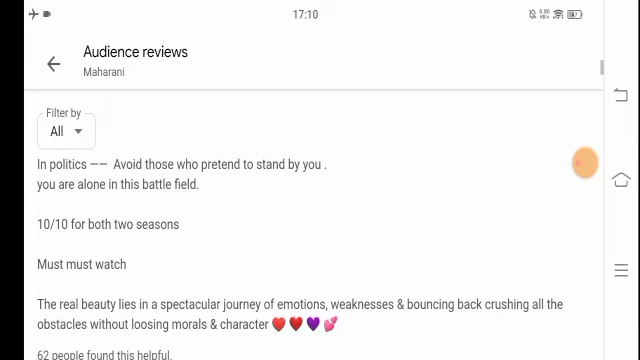 17:10
0.80
KB/s
Audience reviews
Maharani
Filter by
All
In politics —— Avoid those who pretend to stand by you .
you are alone in this battle field.
10/10 for both two seasons
Must must watch
The real beauty lies in a spectacular journey of emotions, weaknesses & bouncing back crushing all the
obstacles without loosing morals & character ❤️ ❤️ 💜 💕
62 people found this helpful.